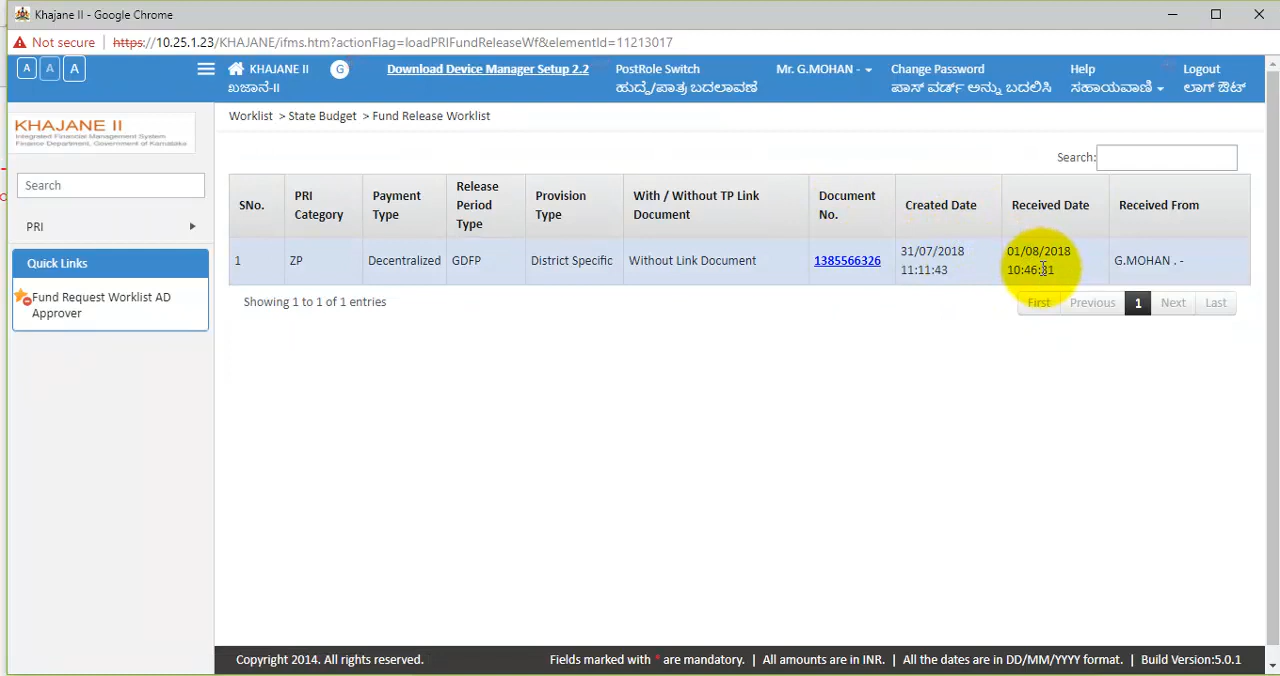 Khajane II - Google Chrome
Not secure | https://10.25.1.23/KHAJANE/ifms.htm?actionFlag=loadPRIFundReleaseWf&elementId=11213017
A A A
KHAJANE II
ಖಜಾನೆ-II
G
Download Device Manager Setup 2.2
PostRole Switch
ಹುದ್ದೆ/ಪಾತ್ರ ಬದಲಾವಣೆ
Mr. G.MOHAN -
Change Password
ಪಾಸ್ ವರ್ಡ್ ಅನ್ನು ಬದಲಿಸಿ
Help
ಸಹಾಯವಾಣಿ
Logout
ಲಾಗ್ ಔಟ್
KHAJANE II
Integrated Financial Management System
Finance Department, Government of Karnataka
Search
PRI
Quick Links
Fund Request Worklist AD
Approver
Worklist > State Budget > Fund Release Worklist
Search:
SNo. PRI Category Payment Type Release Period Type Provision Type With / Without TP Link Document Document No. Created Date Received Date Received From
1 ZP Decentralized GDFP District Specific Without Link Document 1385566326 31/07/2018 11:11:43 01/08/2018 10:46:31 G.MOHAN . -
Showing 1 to 1 of 1 entries
First Previous 1 Next Last
Copyright 2014. All rights reserved.
Fields marked with * are mandatory. | All amounts are in INR. | All the dates are in DD/MM/YYYY format. | Build Version:5.0.1